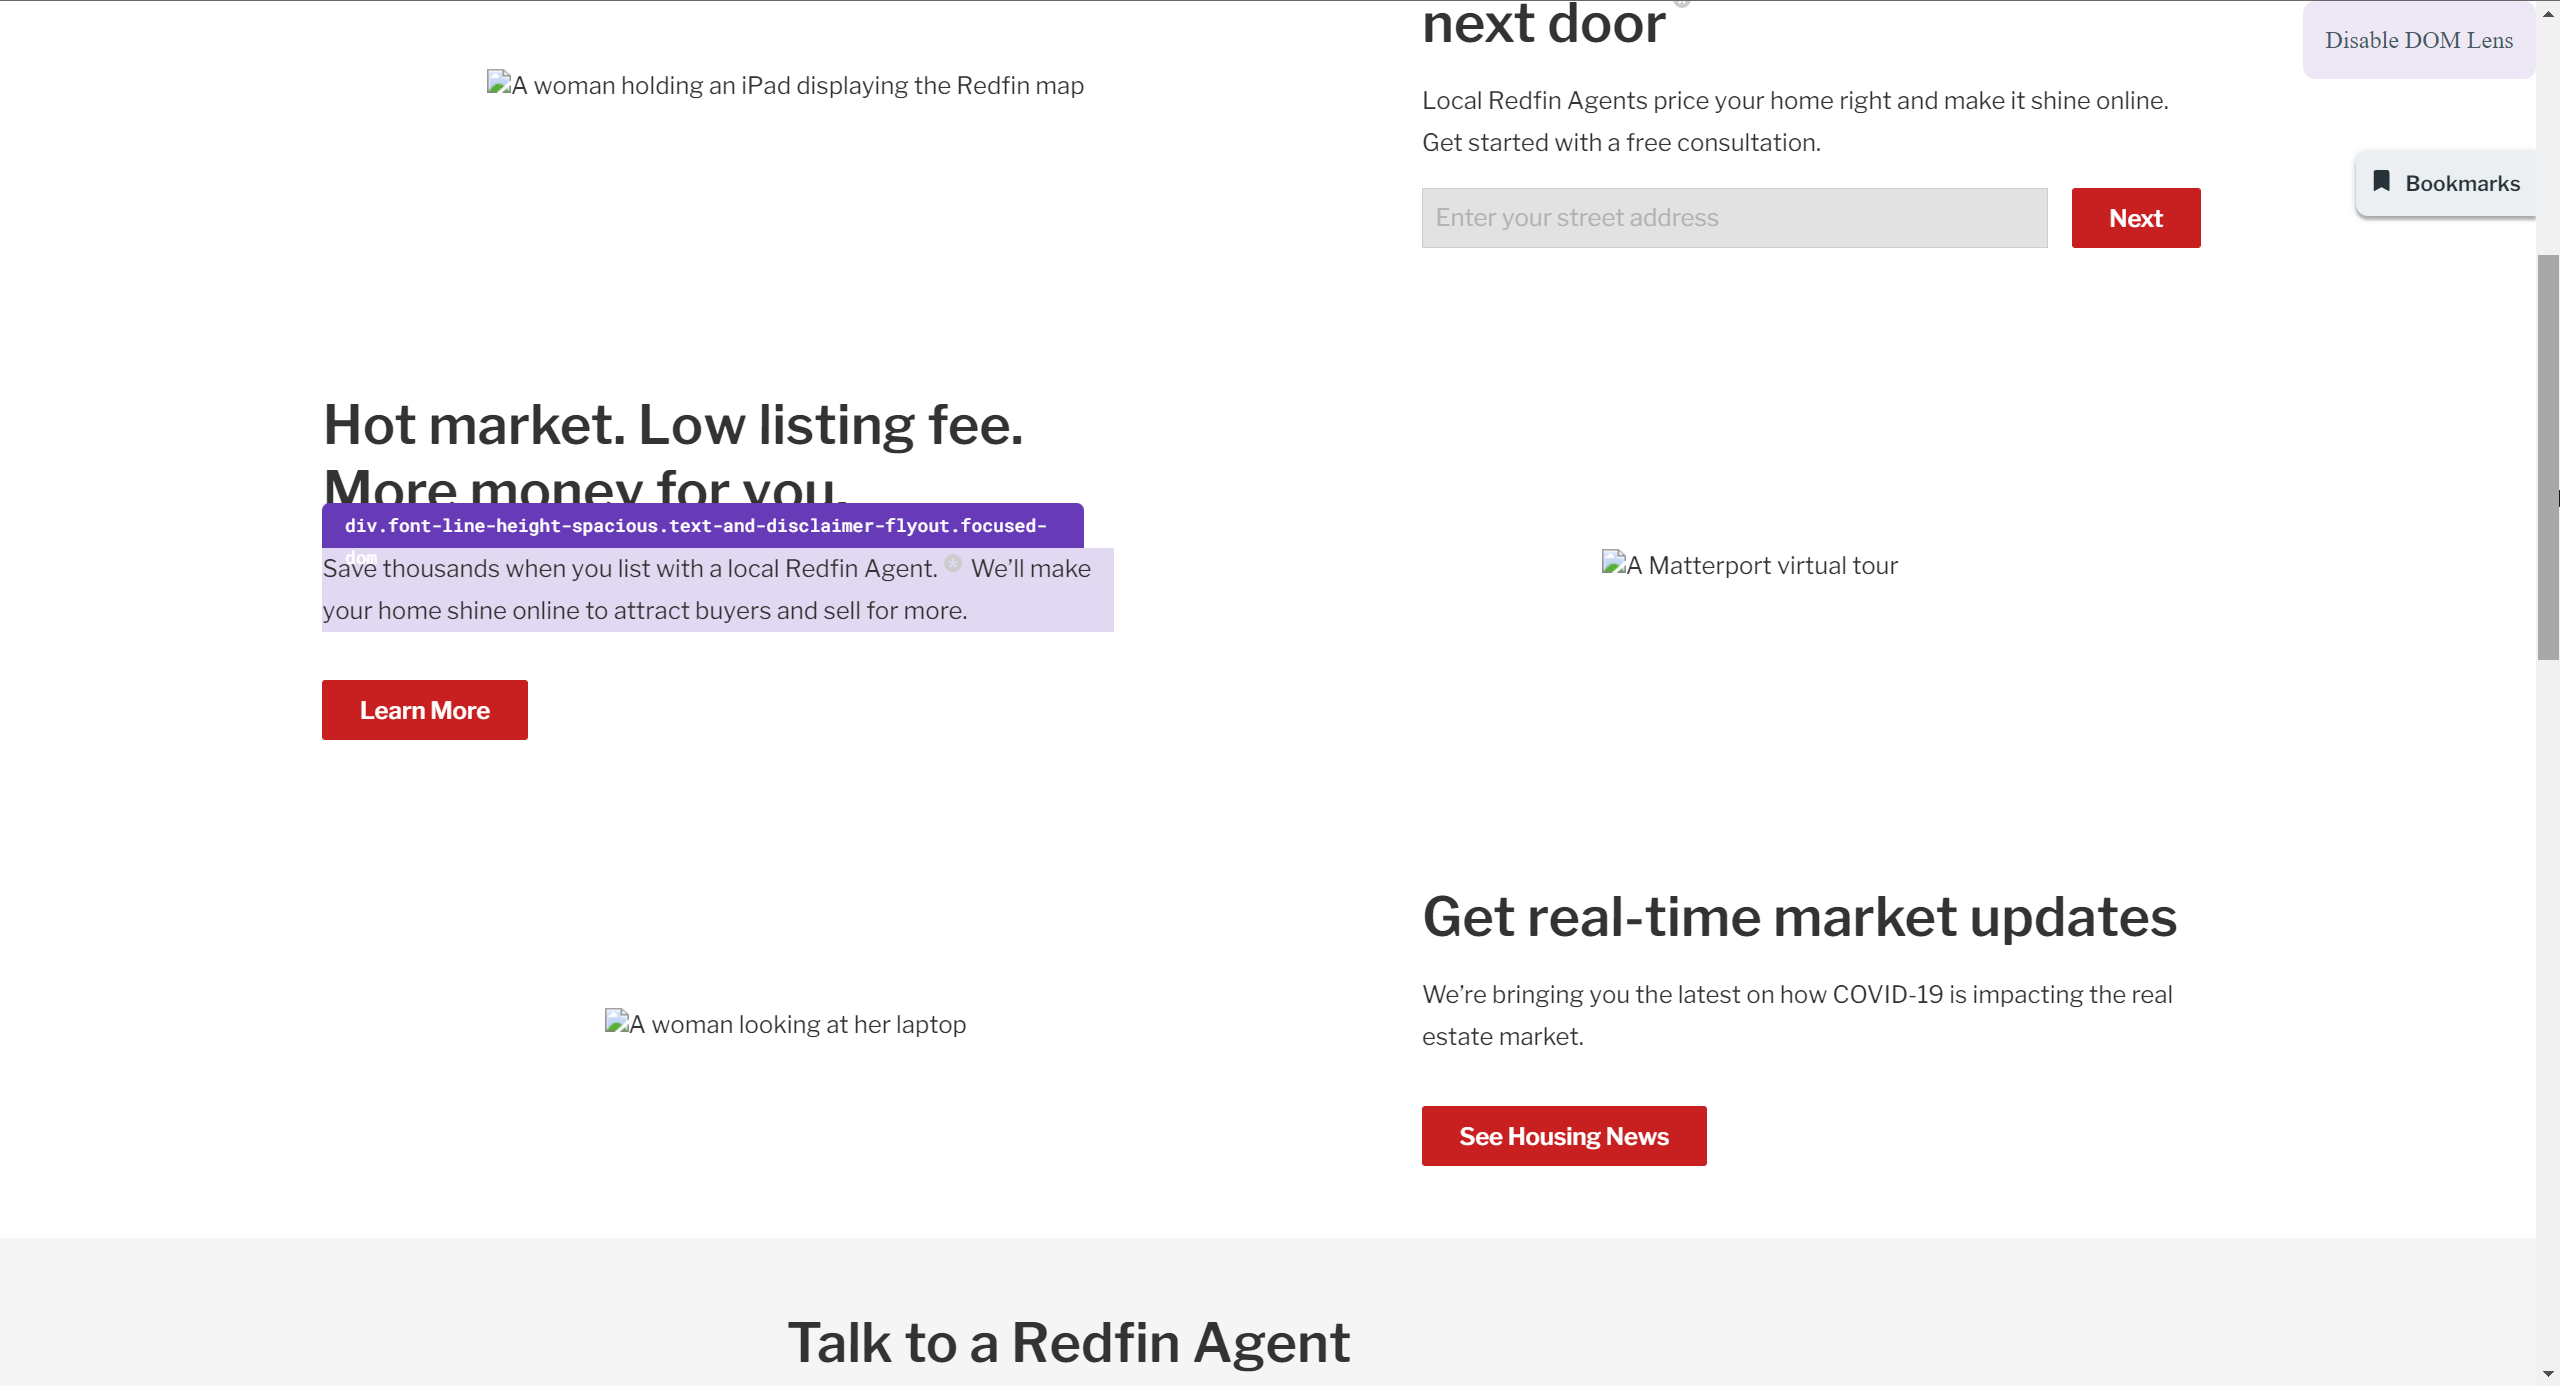 next door
Disable DOM Lens
A woman holding an iPad displaying the Redfin map
Local Redfin Agents price your home right and make it shine online.
Get started with a free consultation.
Bookmarks
Enter your street address
Next
Hot market. Low listing fee.
More money for you.
div.font-line-height-spacious.text-and-disclaimer-flyout.focused-
dom
Save thousands when you list with a local Redfin Agent. * We’ll make
your home shine online to attract buyers and sell for more.
A Matterport virtual tour
Learn More
Get real-time market updates
We’re bringing you the latest on how COVID-19 is impacting the real
estate market.
A woman looking at her laptop
See Housing News
Talk to a Redfin Agent